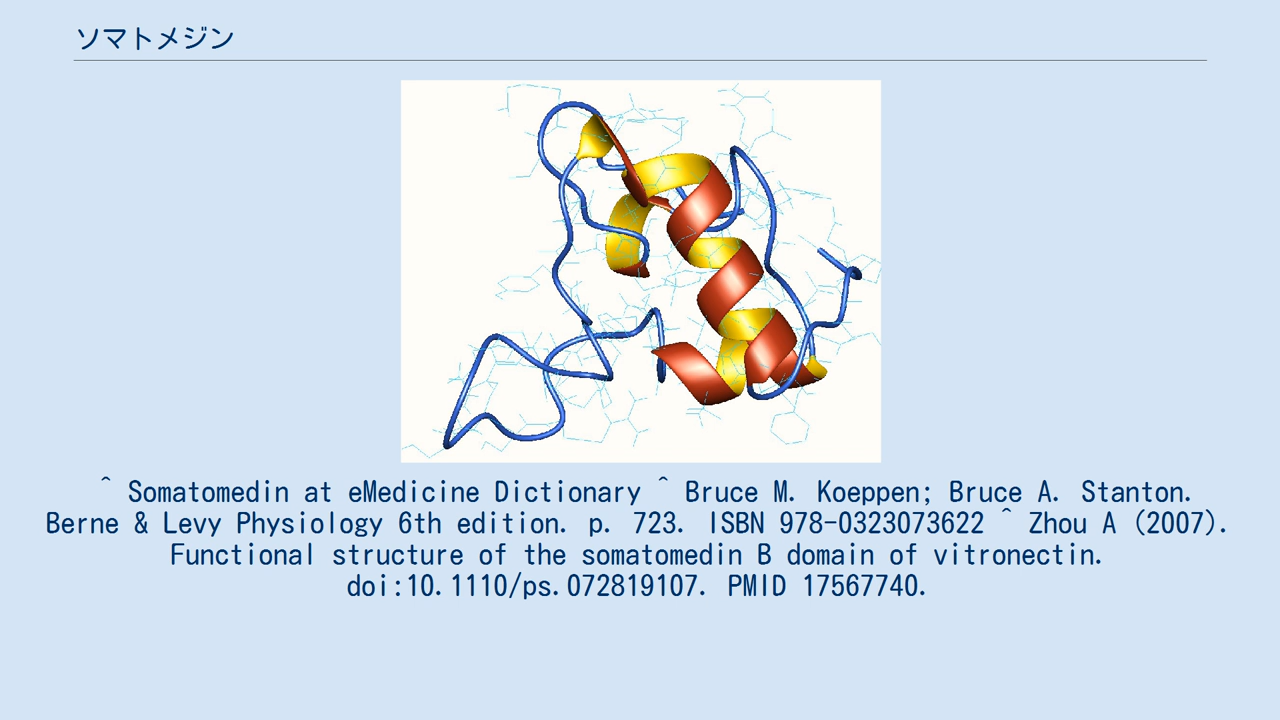 ソマトメジン
^ Somatomedin at eMedicine Dictionary ^ Bruce M. Koeppen; Bruce A. Stanton.
Berne & Levy Physiology 6th edition. p. 723. ISBN 978-0323073622 ^ Zhou A (2007).
Functional structure of the somatomedin B domain of vitronectin.
doi:10.1110/ps.072819107. PMID 17567740.